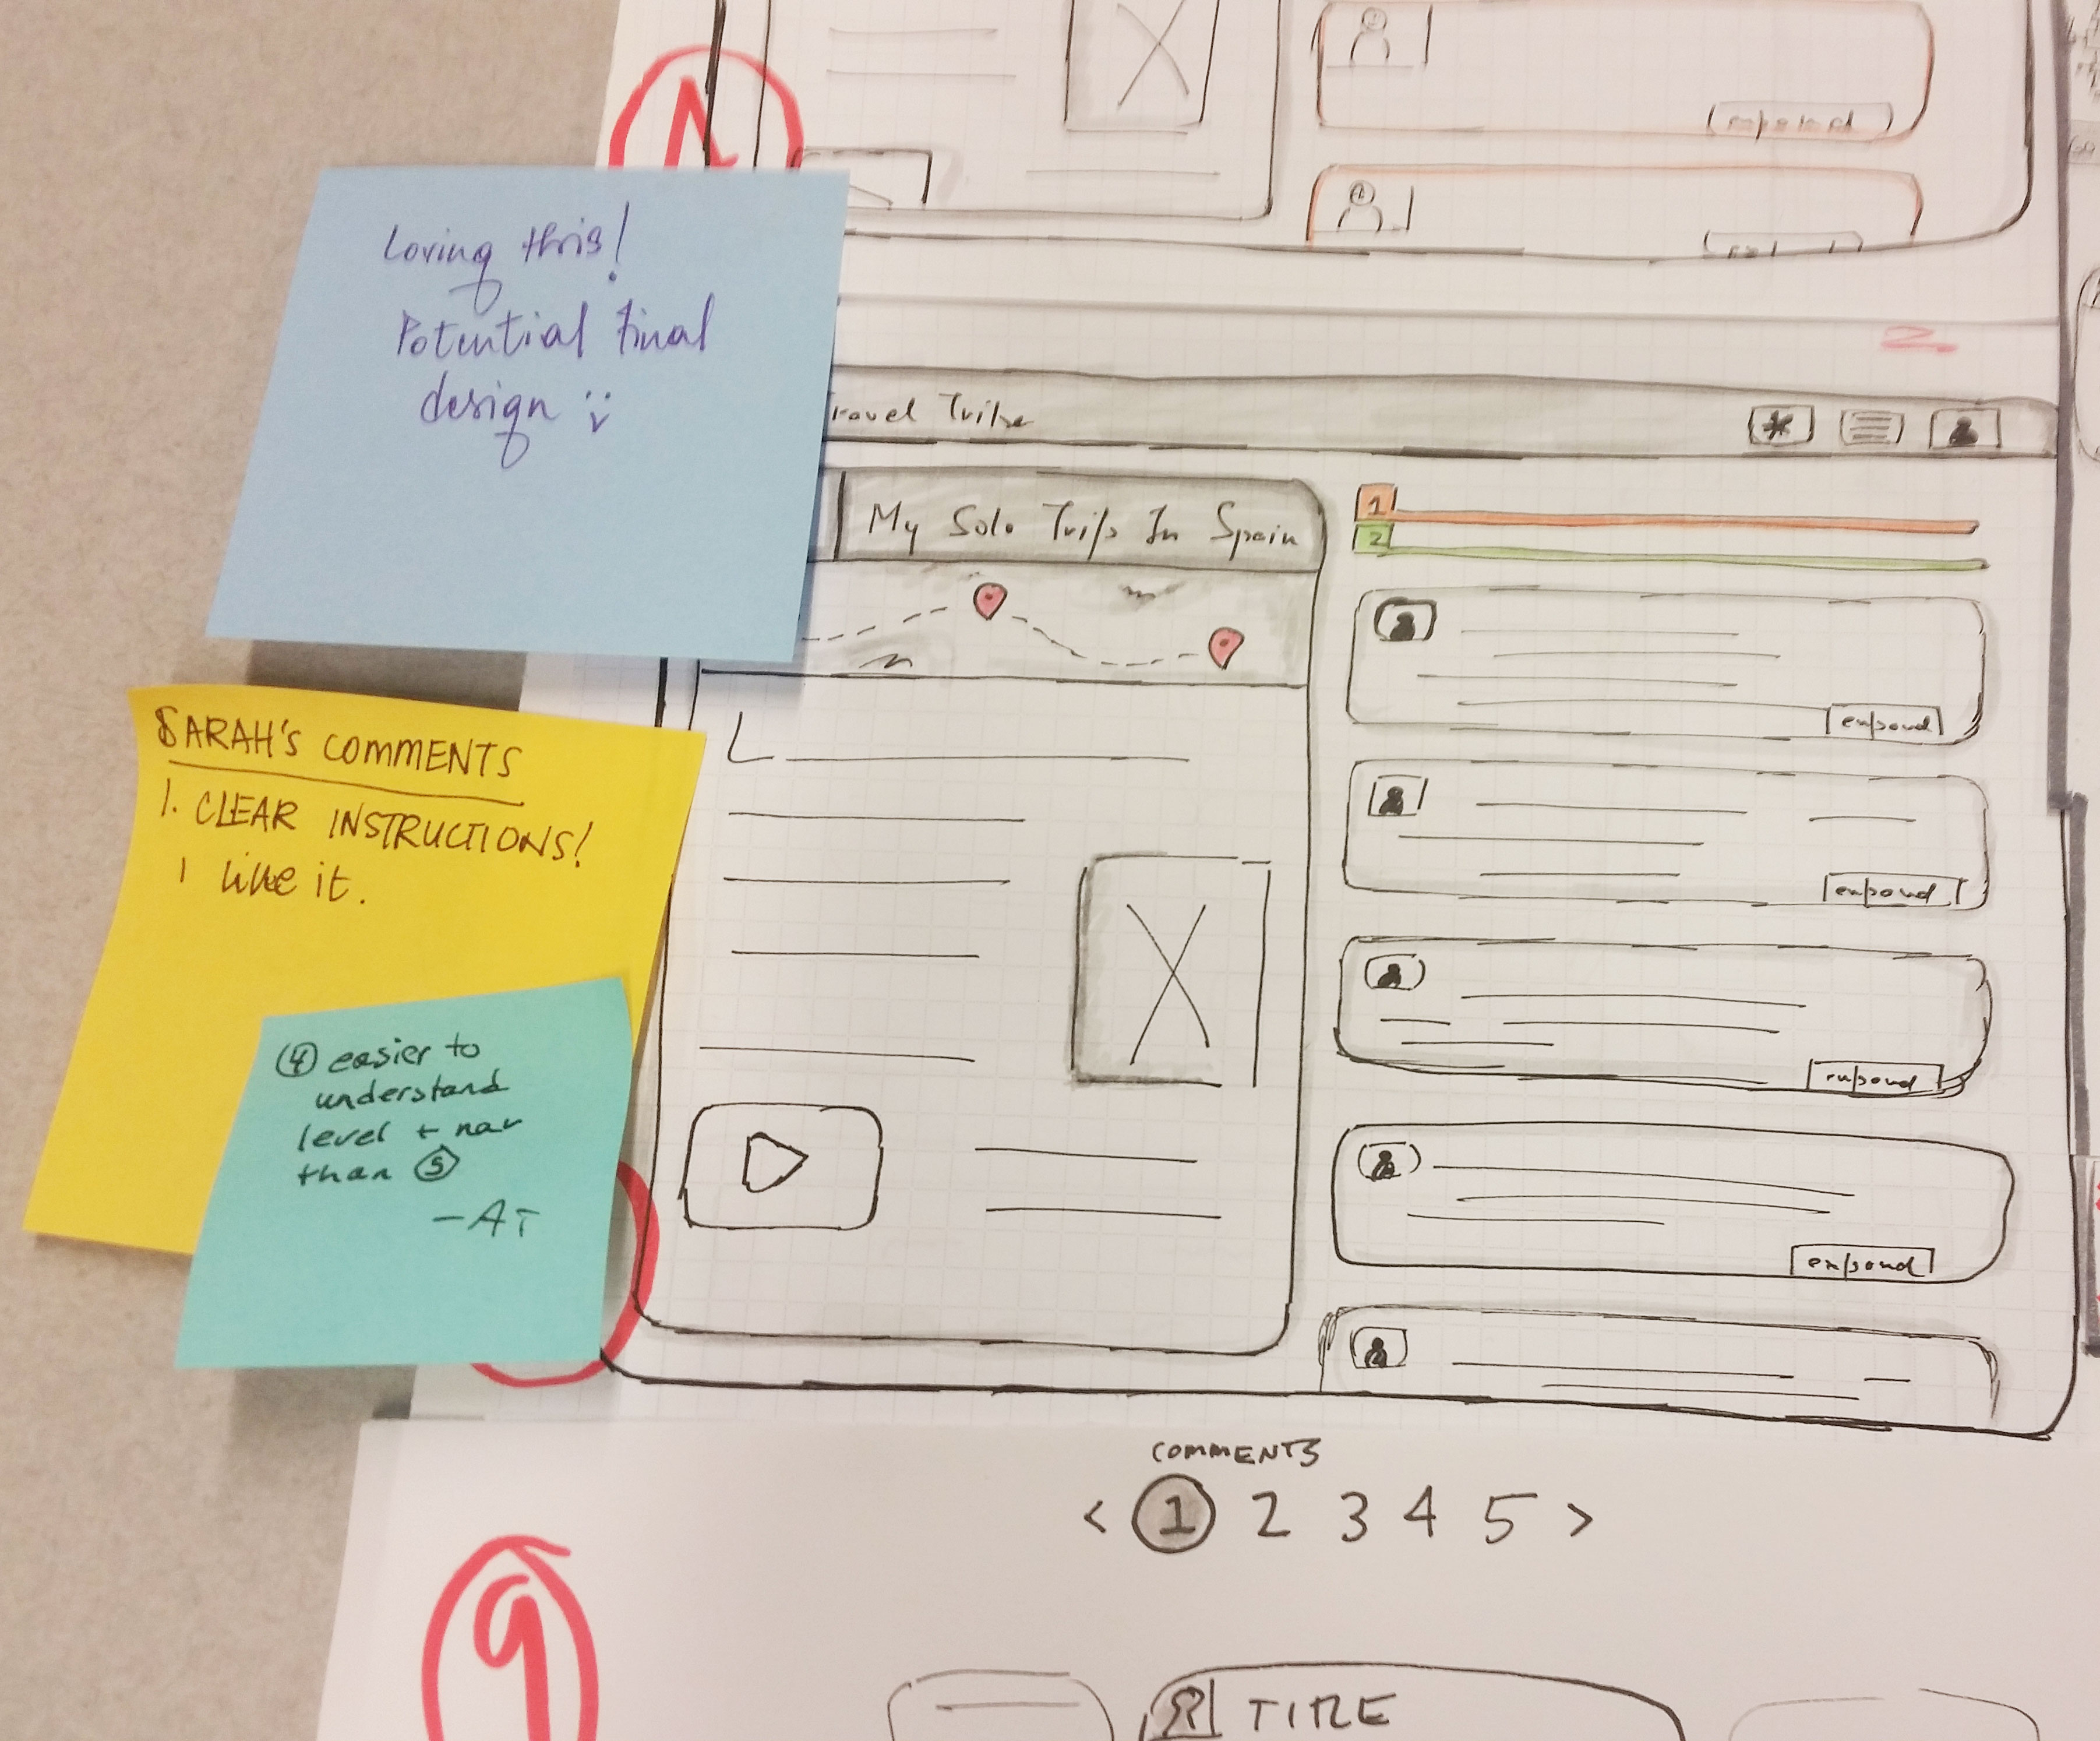 expand
Loving this!
Potential final
design
2.
Travel Tribe
My Solo Trips In Spain
1
2
expand
expand
expand
expand
SARAH'S COMMENTS
1. CLEAR INSTRUCTIONS!
I like it.
④ easier to
understand
level + nav
than ⑤
- AT
COMMENTS
< 1 2 3 4 5 >
9
TITLE